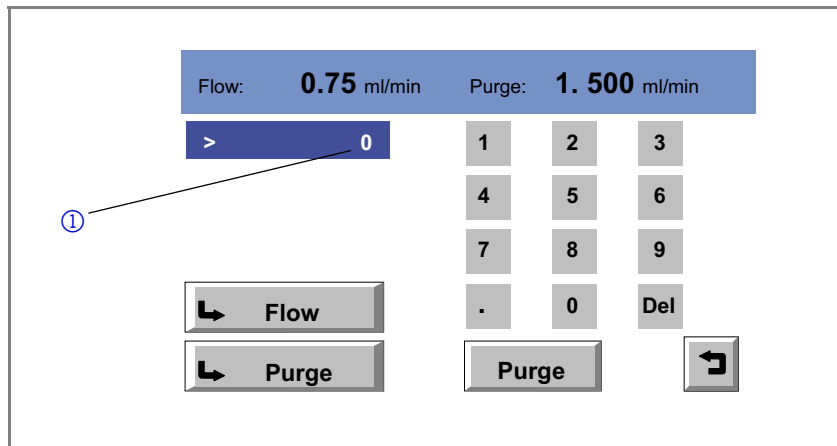 Flow: 0.75 ml/min Purge: 1. 500 ml/min
> 0 1 2 3
①
4 5 6
7 8 9
Flow . 0 Del
Purge Purge